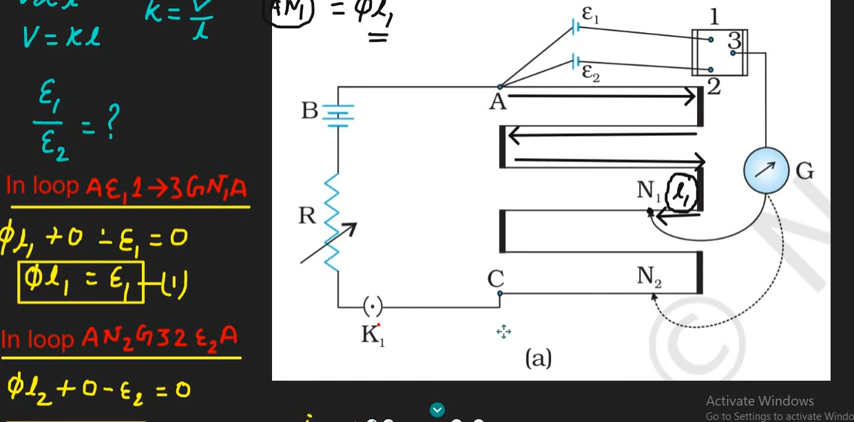 k = V/l
V = Kl
AN₁) = ϕl₁
ε₁/ε₂ = ?
In loop Aε₁1→3GN₁A
ϕl₁ + 0 - ε₁ = 0
ϕl₁ = ε₁ -(1)
In loop AN₂G32ε₂A
ϕl₂ + 0 - ε₂ = 0
ε₁
1
3
ε₂
2
A
B
G
N₁ (l₁)
R
C
N₂
K₁
(a)
©
Activate Windows
Go to Settings to activate Windo